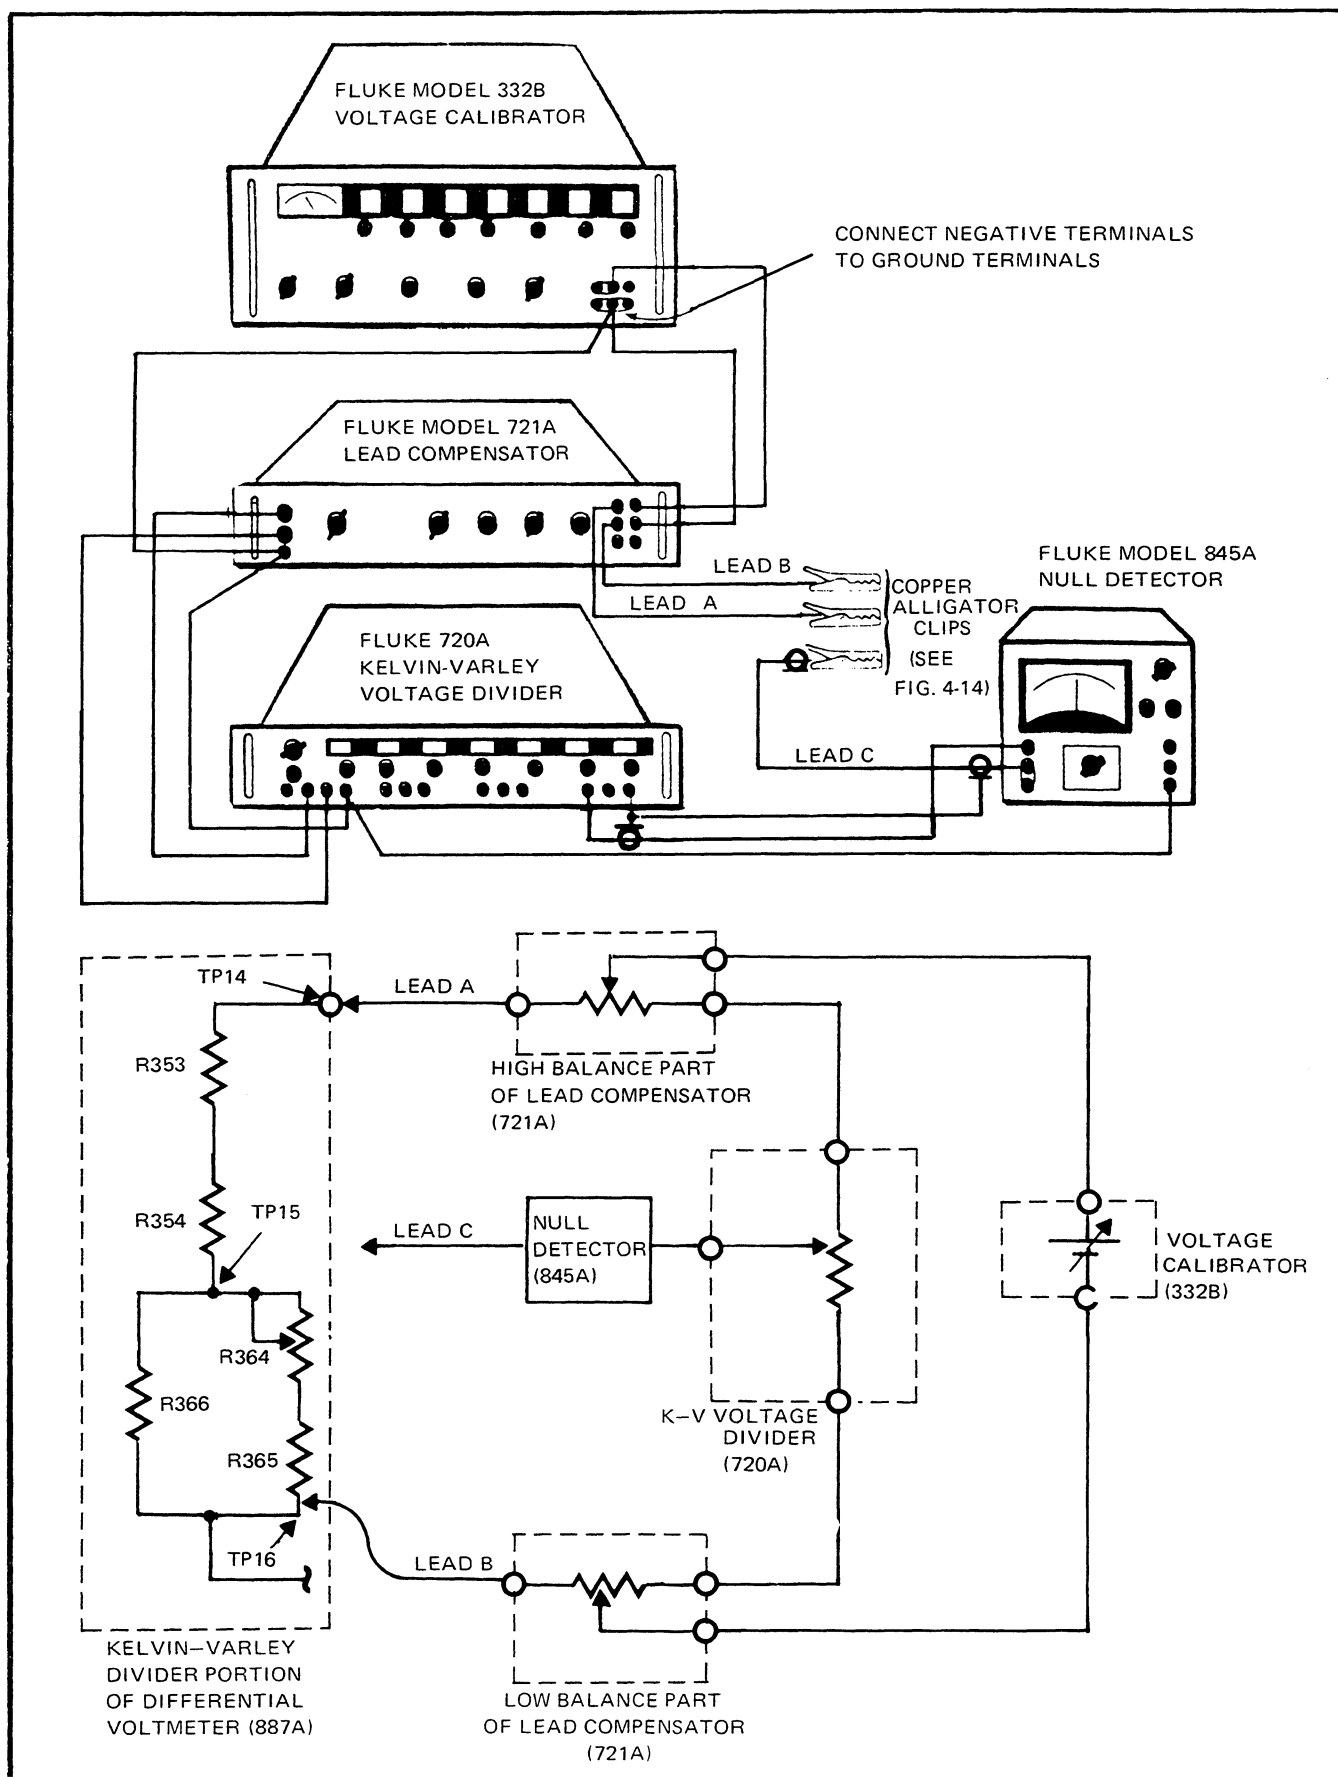 FLUKE MODEL 332B
VOLTAGE CALIBRATOR
CONNECT NEGATIVE TERMINALS
TO GROUND TERMINALS
FLUKE MODEL 721A
LEAD COMPENSATOR
FLUKE MODEL 845A
NULL DETECTOR
LEAD B
LEAD A
COPPER
ALLIGATOR
CLIPS
(SEE
FIG. 4-14)
FLUKE 720A
KELVIN-VARLEY
VOLTAGE DIVIDER
LEAD C
TP14
LEAD A
R353
HIGH BALANCE PART
OF LEAD COMPENSATOR
(721A)
R354
TP15
LEAD C
NULL
DETECTOR
(845A)
VOLTAGE
CALIBRATOR
(332B)
R364
R366
K-V VOLTAGE
DIVIDER
(720A)
R365
TP16
LEAD B
KELVIN-VARLEY
DIVIDER PORTION
OF DIFFERENTIAL
VOLTMETER (887A)
LOW BALANCE PART
OF LEAD COMPENSATOR
(721A)